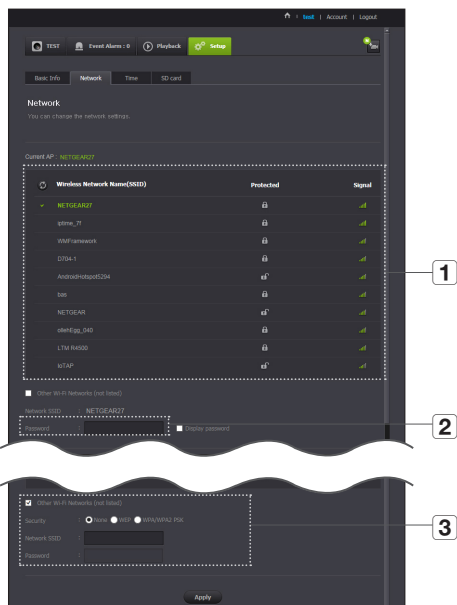 test | Account | Logout
TEST Event Alarm : 0 Playback Setup
Basic Info Network Time SD card
Network
You can change the network settings.
Current AP : NETGEAR27
Wireless Network Name(SSID) Protected Signal
NETGEAR27
iptime_7f
WMFramework
D704-1
AndroidHotspot5294
bas
NETGEAR
ollehEgg_040
LTM R4500
IoTAP
1
Other Wi-Fi Networks (not listed)
Network SSID : NETGEAR27
Password : Display password
2
Other Wi-Fi Networks (not listed)
Security : None WEP WPA/WPA2 PSK
Network SSID :
Password :
3
Apply